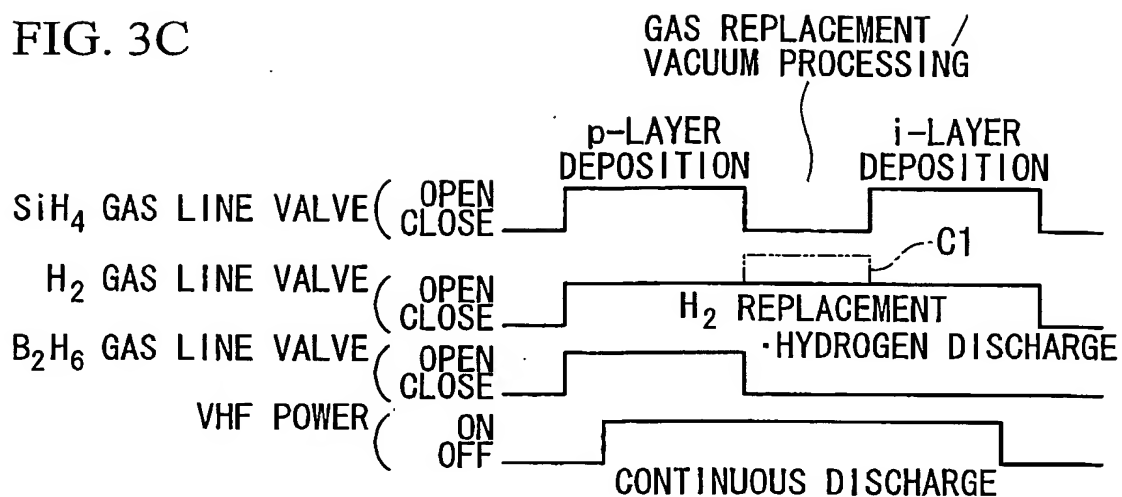 FIG. 3C
GAS REPLACEMENT /
VACUUM PROCESSING
p-LAYER
DEPOSITION
i-LAYER
DEPOSITION
SiH4 GAS LINE VALVE ( OPEN
CLOSE
C1
H2 GAS LINE VALVE ( OPEN
CLOSE
H2 REPLACEMENT
·HYDROGEN DISCHARGE
B2H6 GAS LINE VALVE ( OPEN
CLOSE
VHF POWER ( ON
OFF
CONTINUOUS DISCHARGE